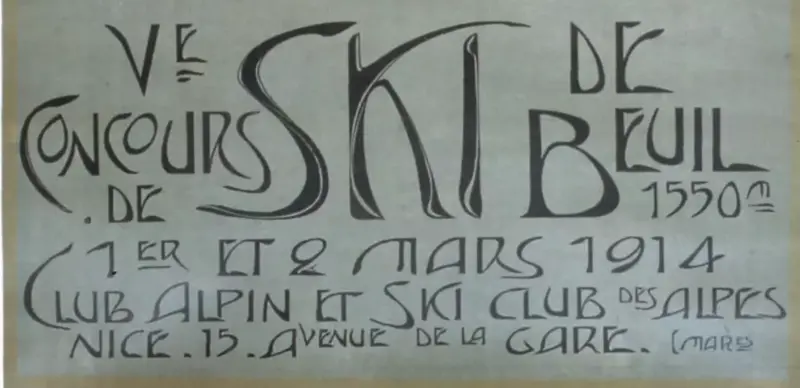 VE CONCOURS DE SKI DE BEUIL
1550m
1ER ET 2 MARS 1914
CLUB ALPIN ET SKI CLUB DES ALPES
NICE. 15. AVENUE DE LA GARE.